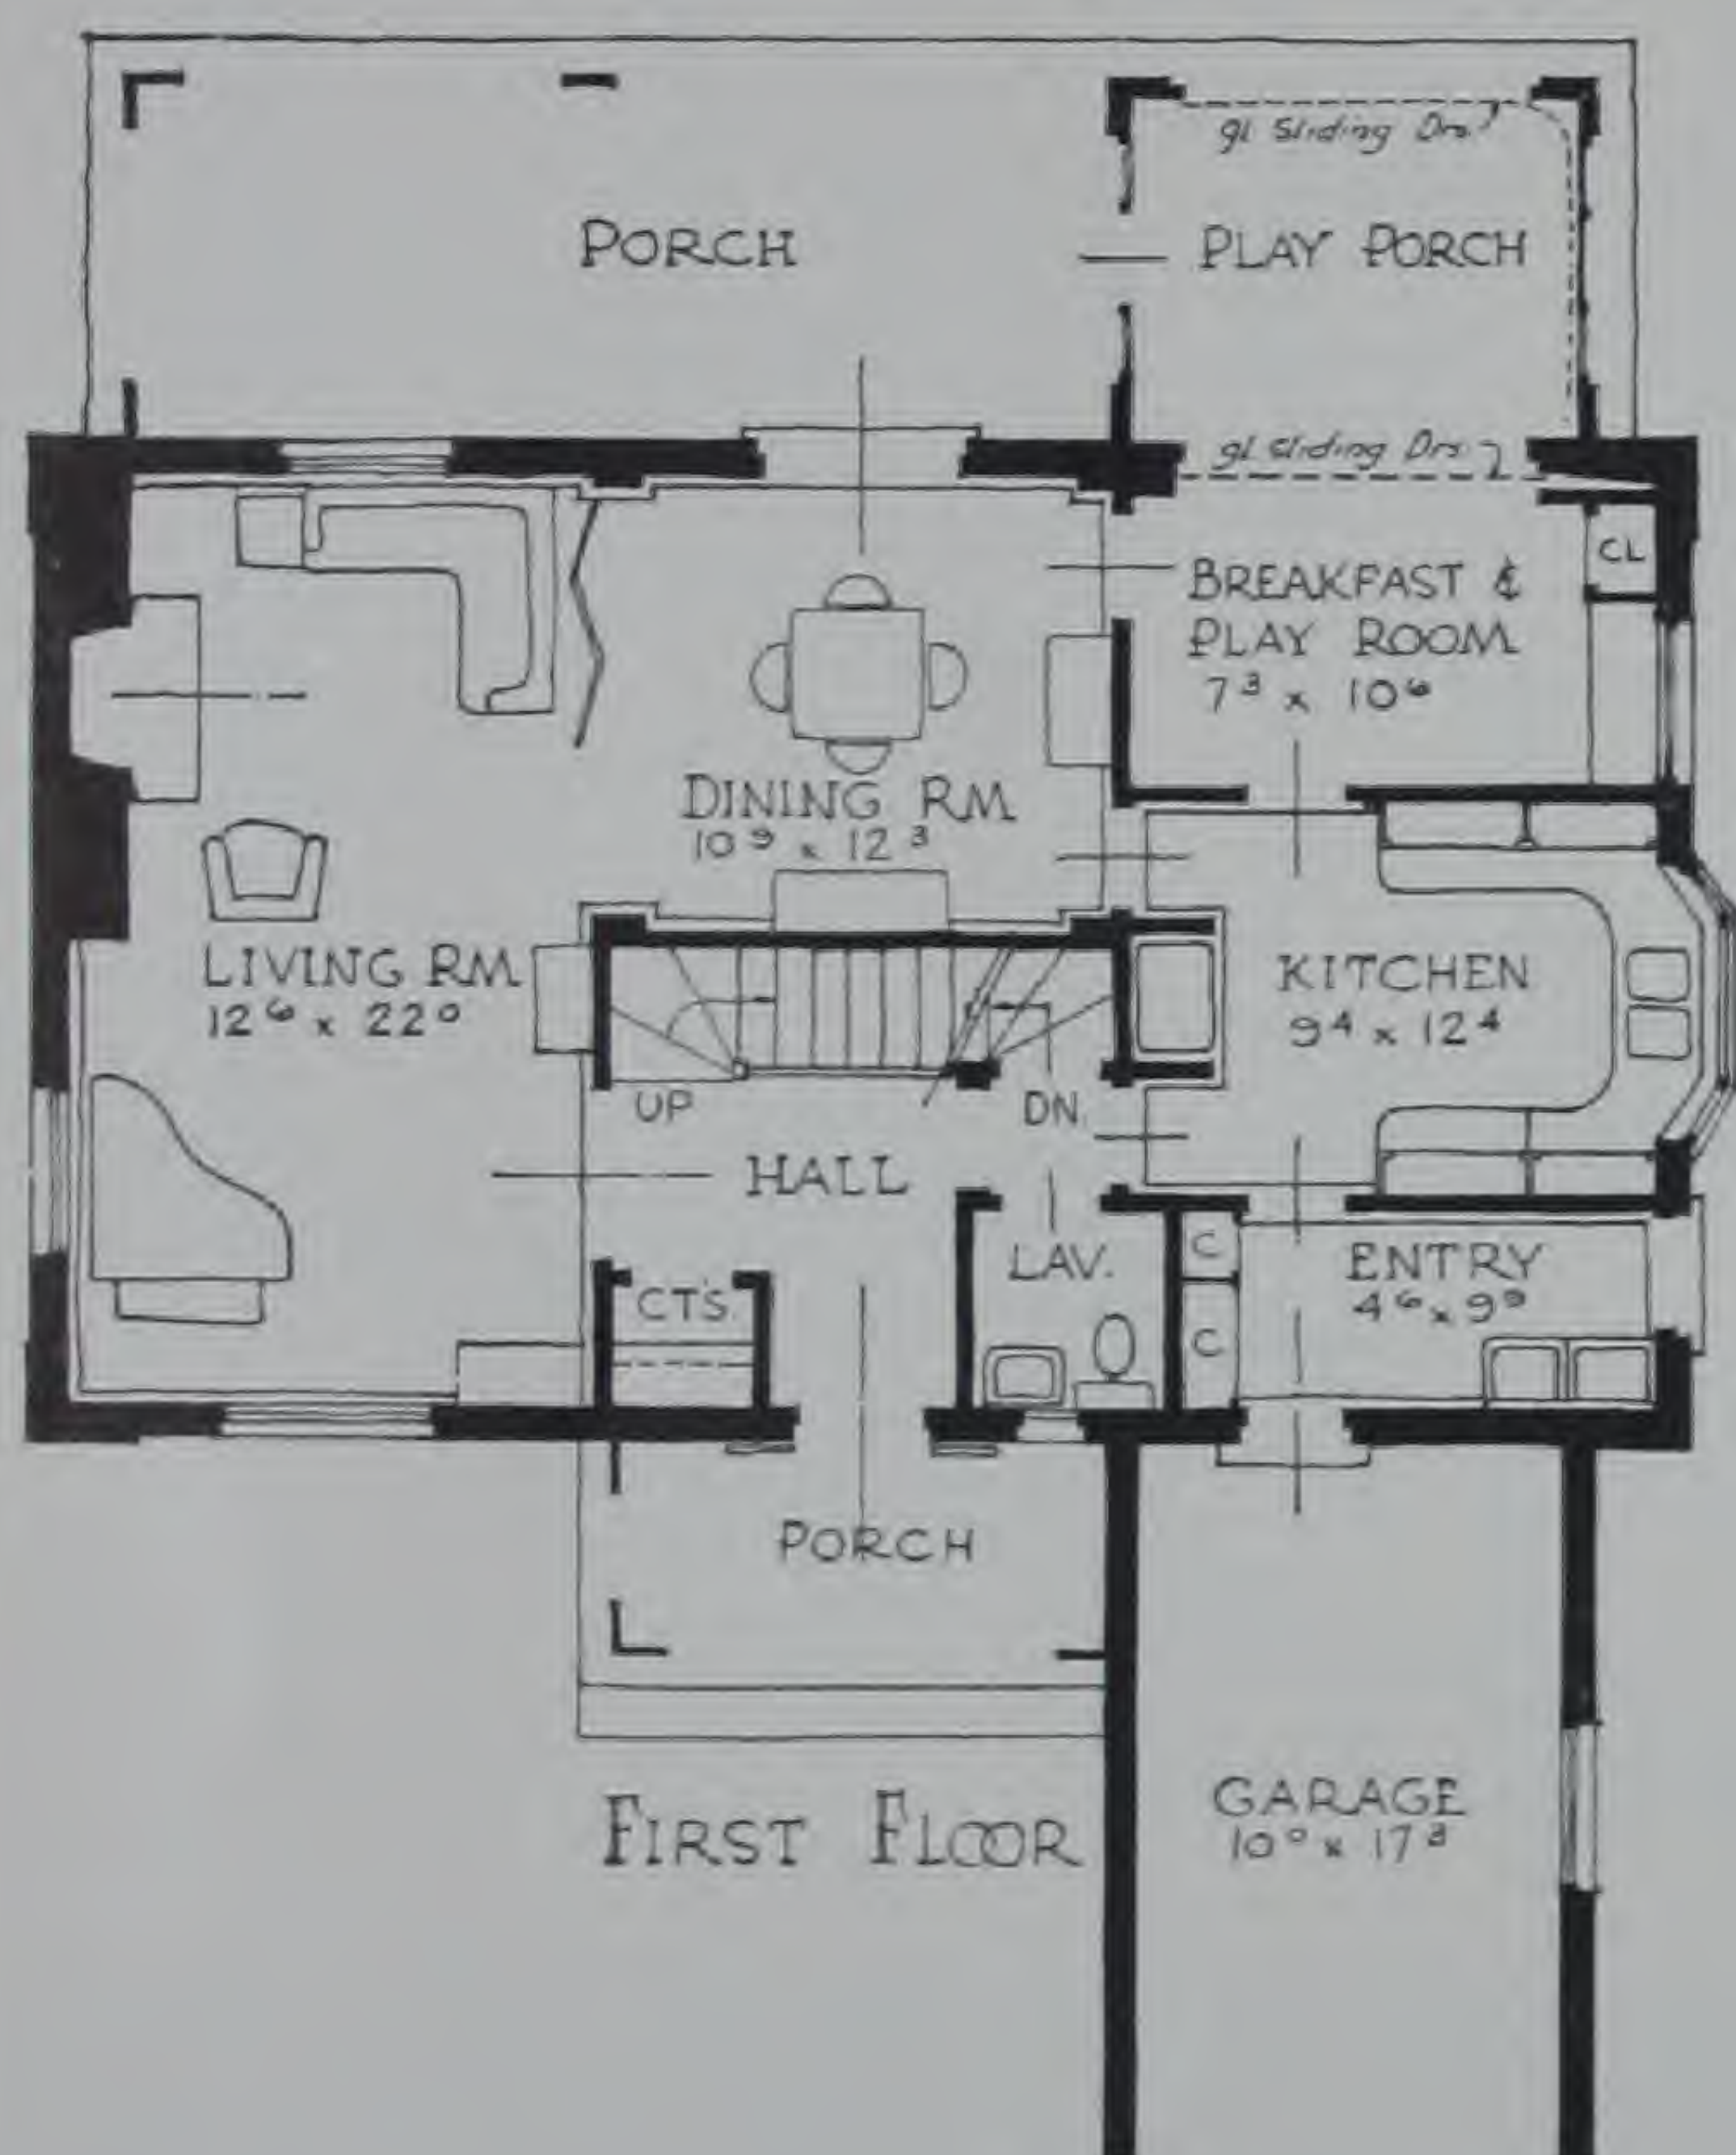 gl Sliding Drs.
PORCH
PLAY PORCH
gl Sliding Drs.
CL
BREAKFAST &
PLAY ROOM
7³ x 10⁶
DINING RM
10⁹ x 12³
LIVING RM
12⁶ x 22⁰
KITCHEN
9⁴ x 12⁴
UP
DN.
HALL
LAV.
C
ENTRY
4⁶ x 9⁹
CTS.
C
PORCH
GARAGE
10⁰ x 17³
FIRST FLOOR